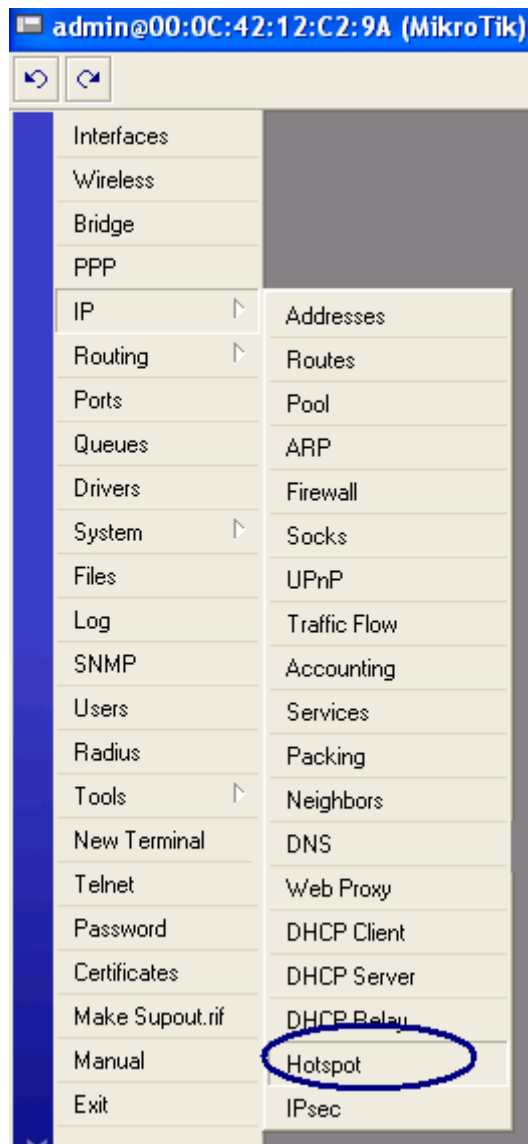 admin@00:0C:42:12:C2:9A (MikroTik)
Interfaces
Wireless
Bridge
PPP
IP
Routing
Ports
Queues
Drivers
System
Files
Log
SNMP
Users
Radius
Tools
New Terminal
Telnet
Password
Certificates
Make Supout.rif
Manual
Exit
Addresses
Routes
Pool
ARP
Firewall
Socks
UPnP
Traffic Flow
Accounting
Services
Packing
Neighbors
DNS
Web Proxy
DHCP Client
DHCP Server
DHCP Relay
Hotspot
IPsec